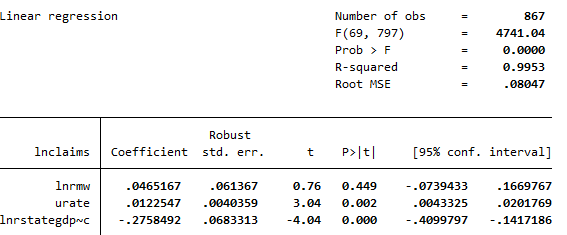 Linear regression Number of obs = 867
F(69, 797) = 4741.04
Prob > F = 0.0000
R-squared = 0.9953
Root MSE = .08047
Robust
lnclaims Coefficient std. err. t P>|t| [95% conf. interval]
lnrmw .0465167 .061367 0.76 0.449 -.0739433 .1669767
urate .0122547 .0040359 3.04 0.002 .0043325 .0201769
lnrstategdp~c -.2758492 .0683313 -4.04 0.000 -.4099797 -.1417186